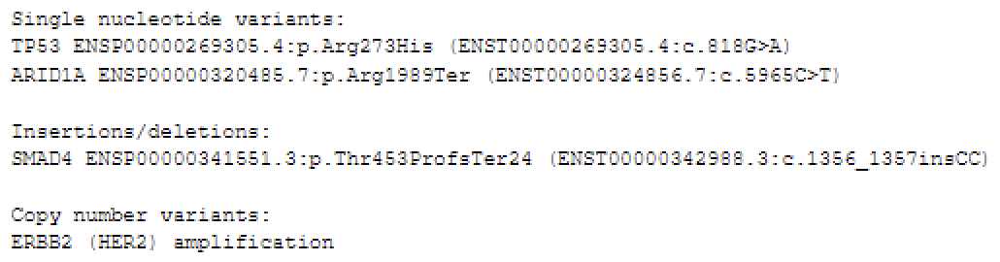 Single nucleotide variants:
TP53 ENSP00000269305.4:p.Arg273His (ENST00000269305.4:c.818G>A)
ARID1A ENSP00000320485.7:p.Arg1989Ter (ENST00000324856.7:c.5965C>T)
Insertions/deletions:
SMAD4 ENSP00000341551.3:p.Thr453ProfsTer24 (ENST00000342988.3:c.1356_1357insCC)
Copy number variants:
ERBB2 (HER2) amplification